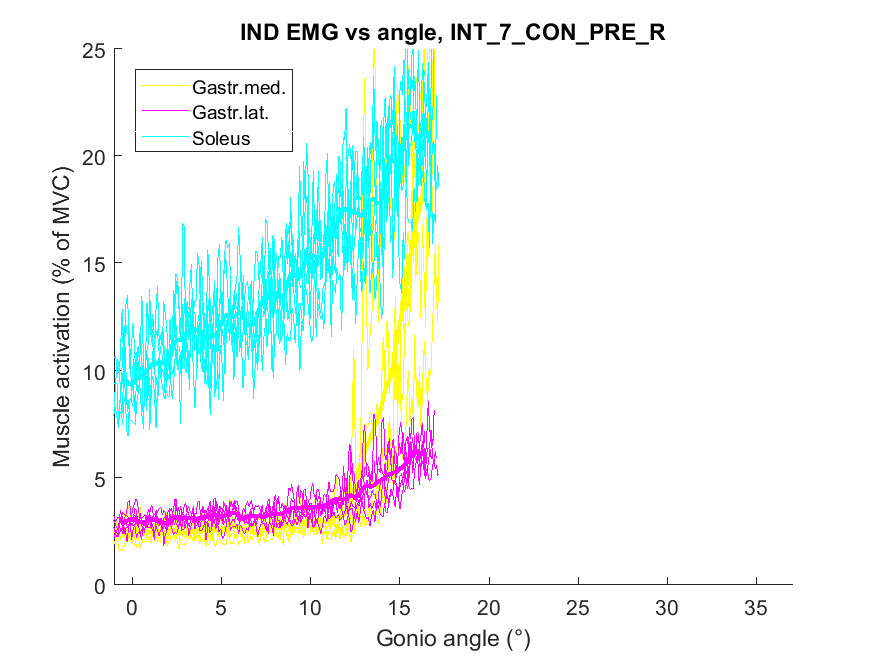 IND EMG vs angle, INT_7_CON_PRE_R
25
20
15
10
5
0
Muscle activation (% of MVC)
Gastr.med.
Gastr.lat.
Soleus
0 5 10 15 20 25 30 35
Gonio angle (°)